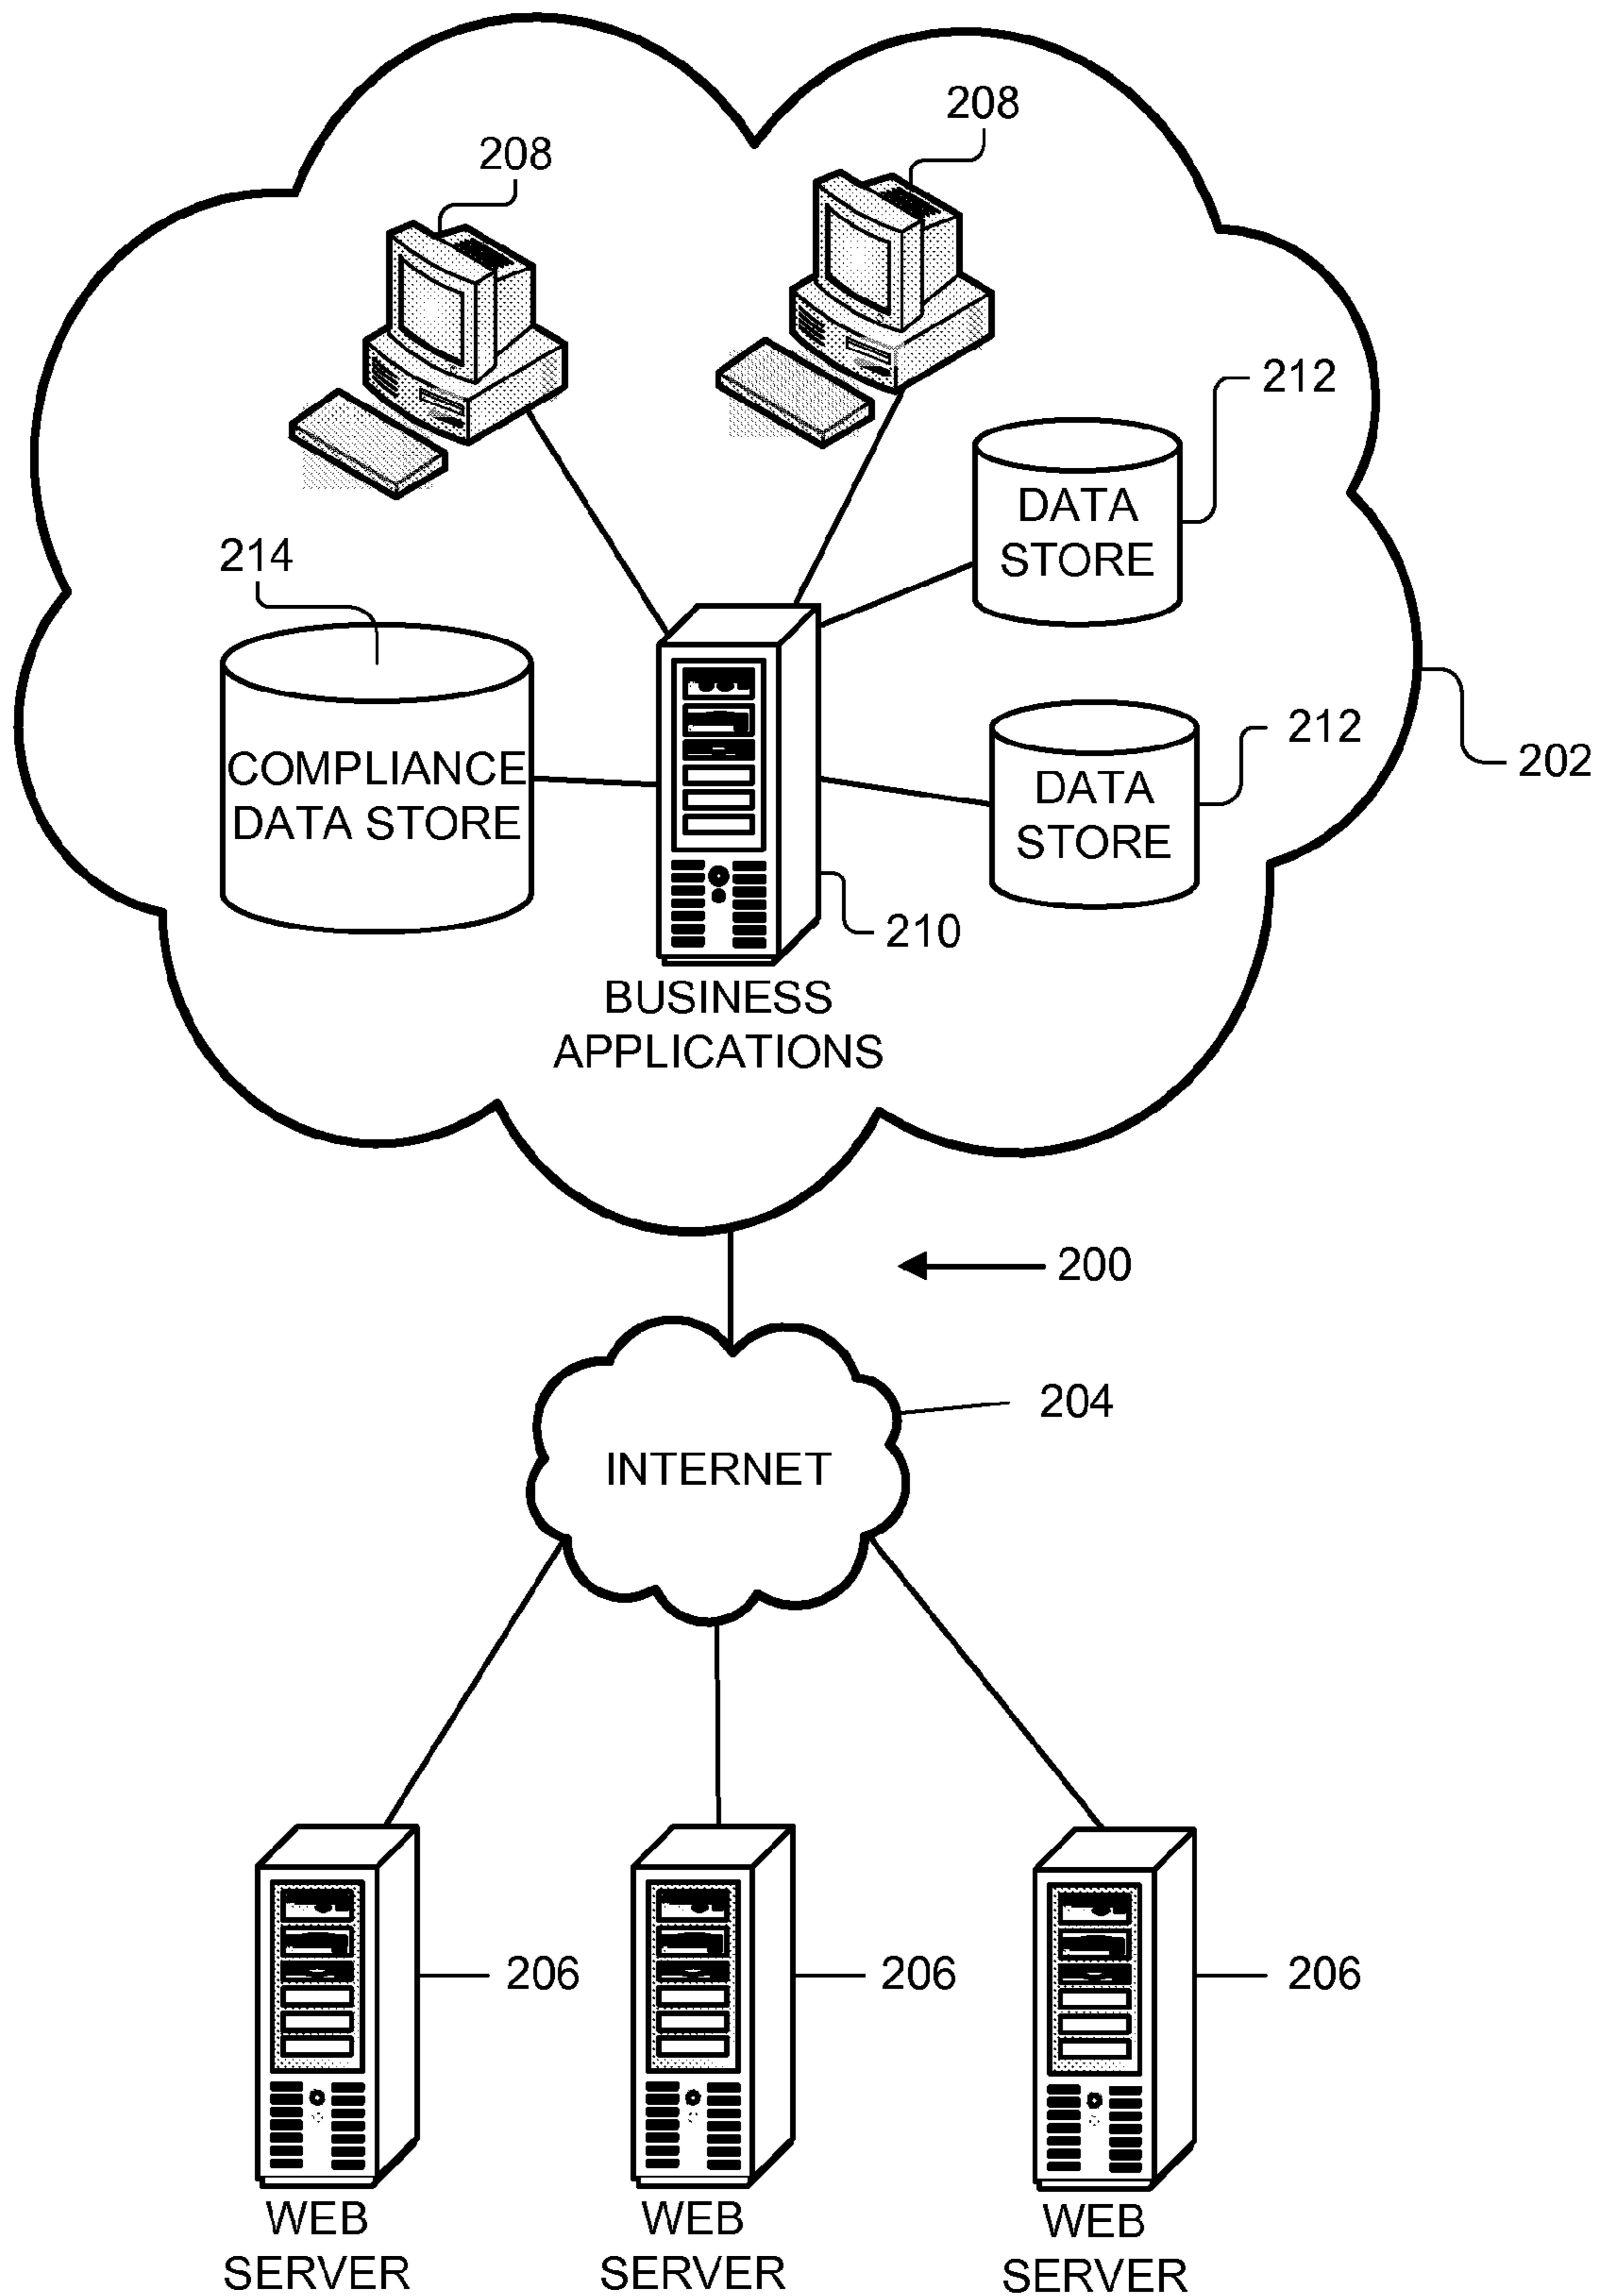 208
208
212
DATA
STORE
214
COMPLIANCE
DATA STORE
212
DATA
STORE
202
210
BUSINESS
APPLICATIONS
200
204
INTERNET
206
206
206
WEB
SERVER
WEB
SERVER
WEB
SERVER